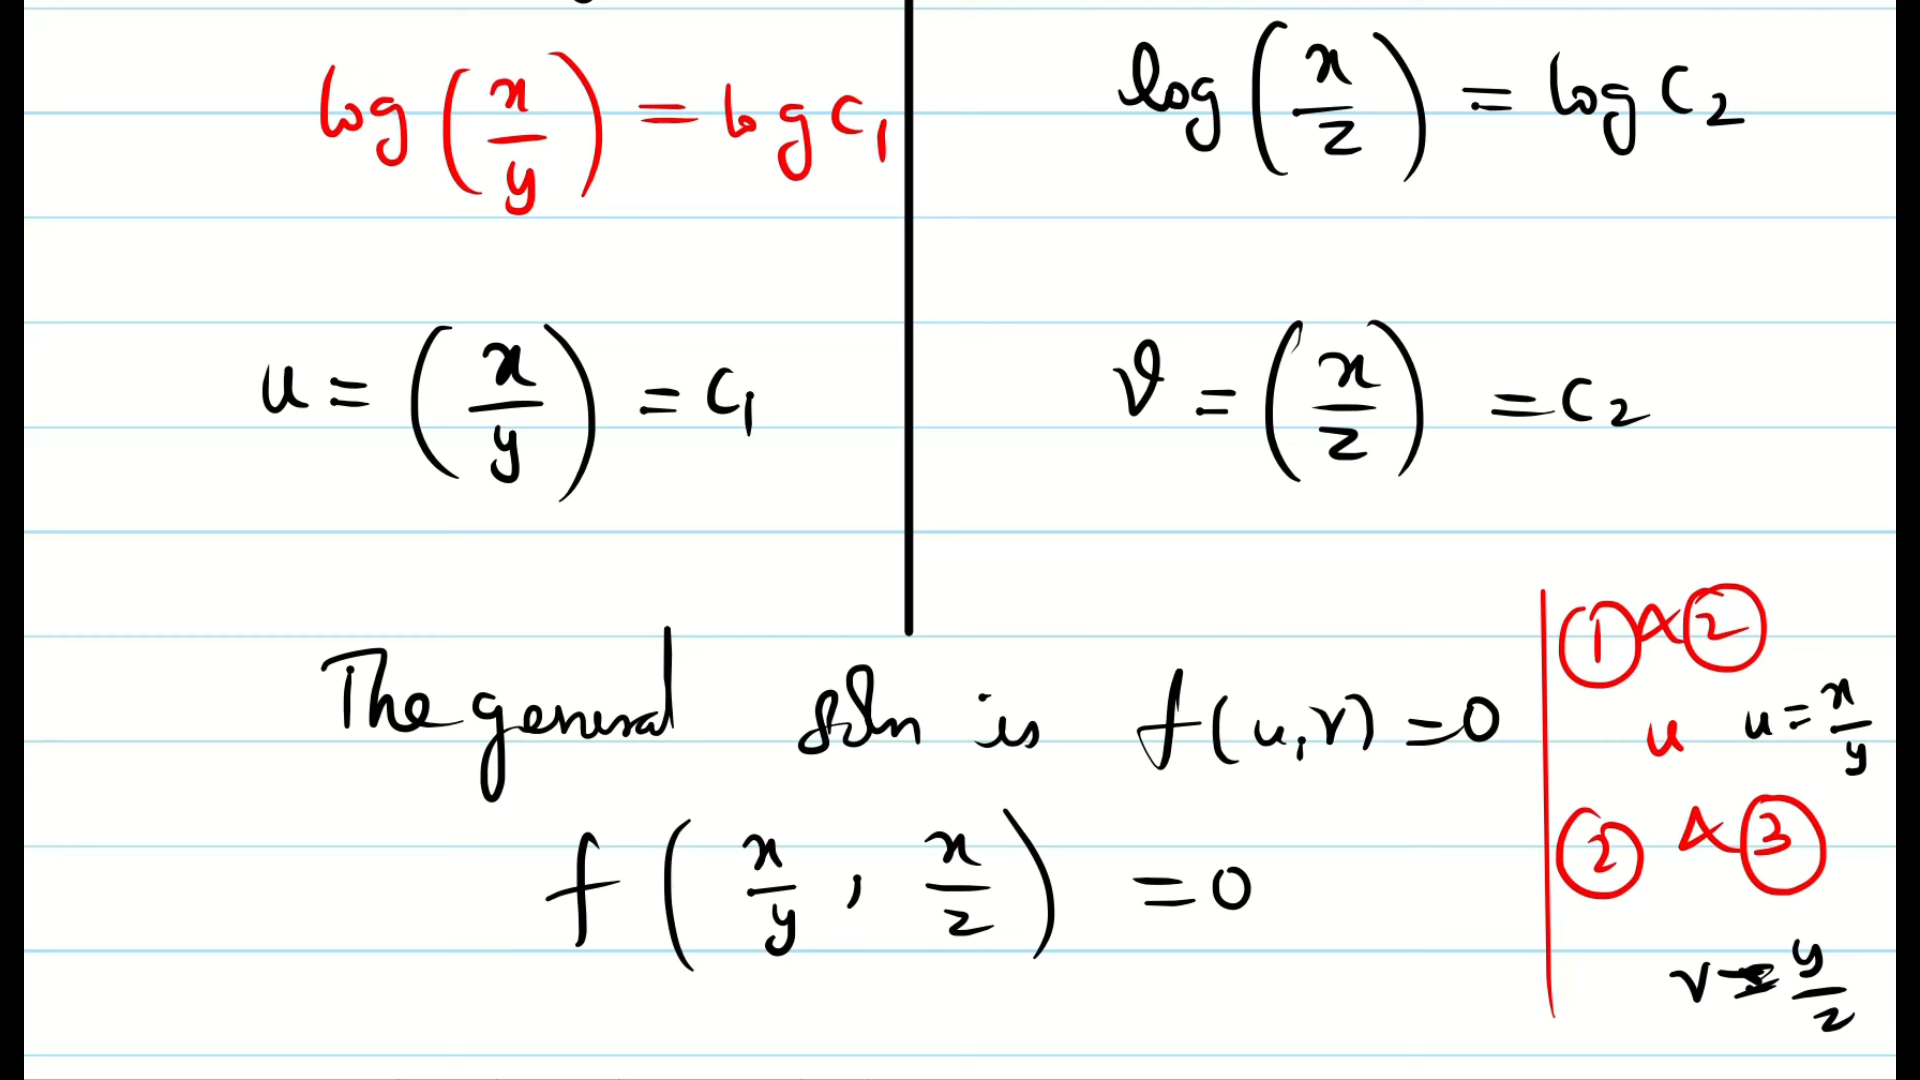 log (x/y) = log C₁
u = (x/y) = C₁
log (x/z) = log C₂
v = (x/z) = C₂
The general soln is f(u,v) = 0
f (x/y , x/z) = 0
① & ②
u u = x/y
② & ③
v = y/z